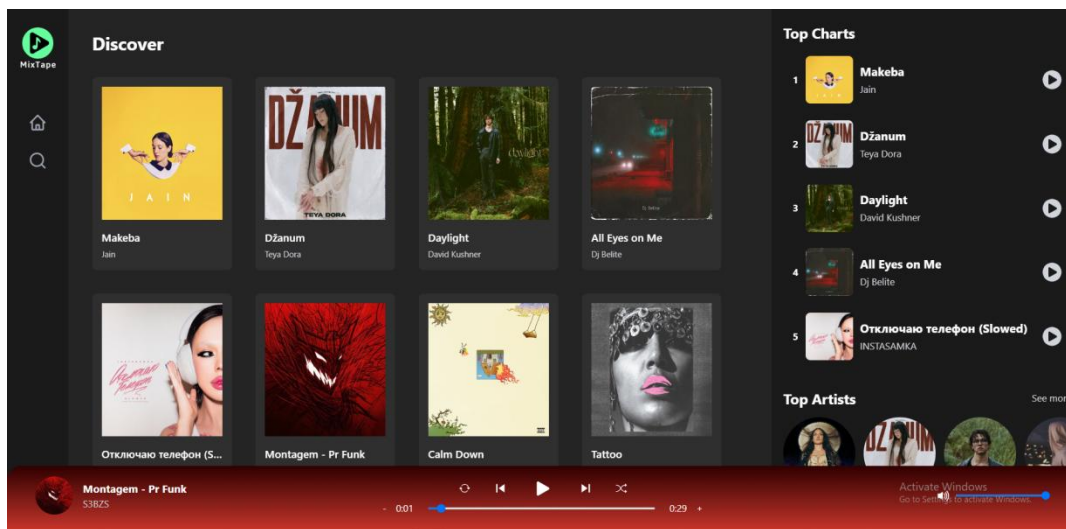 MixTape
Discover
JAIN
Makeba
Jain
DŽANUM
TEYA DORA
Džanum
Teya Dora
daylight
Daylight
David Kushner
Dj Belite
All Eyes on Me
Dj Belite
Отключаю телефон (S...
Montagem - Pr Funk
Calm Down
Tattoo
Top Charts
1
Makeba
Jain
2
Džanum
Teya Dora
3
Daylight
David Kushner
4
All Eyes on Me
Dj Belite
5
Отключаю телефон (Slowed)
INSTASAMKA
Top Artists
See mor
Montagem - Pr Funk
S3BZS
- 0:01
0:29 +
Activate Windows
Go to Settings to activate Windows.